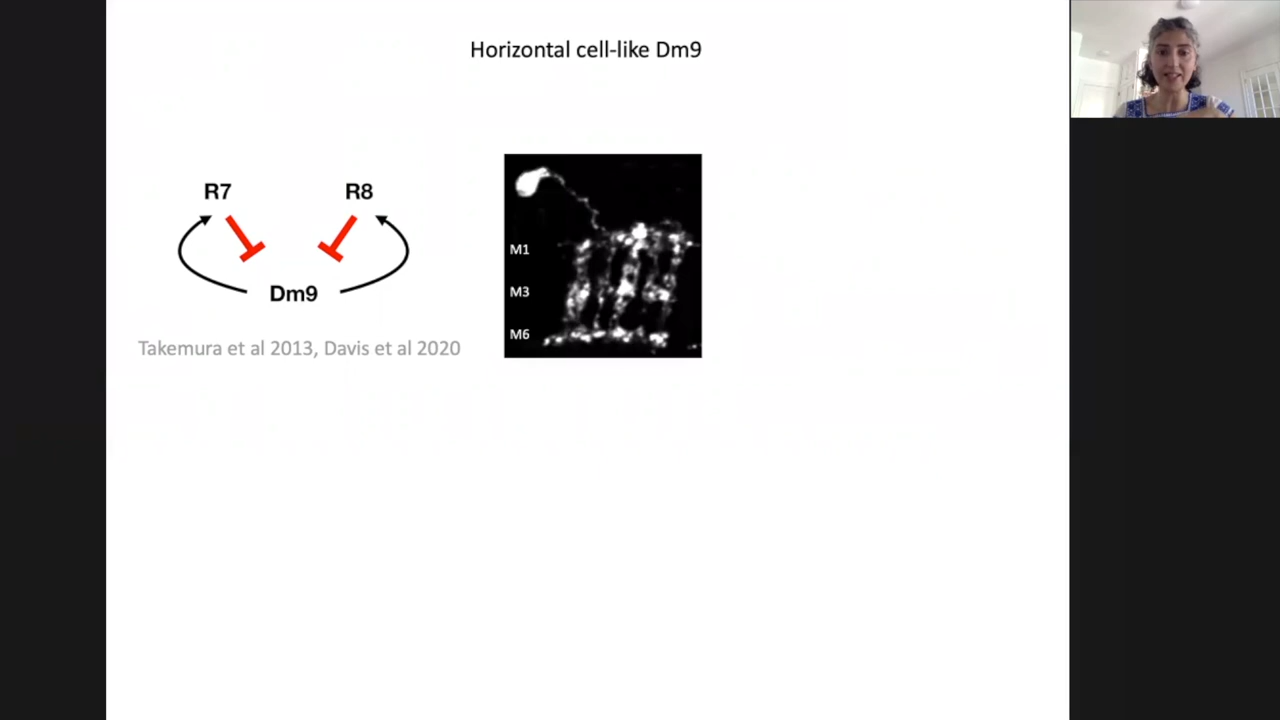 Horizontal cell-like Dm9
R7 R8
Dm9
Takemura et al 2013, Davis et al 2020
M1
M3
M6